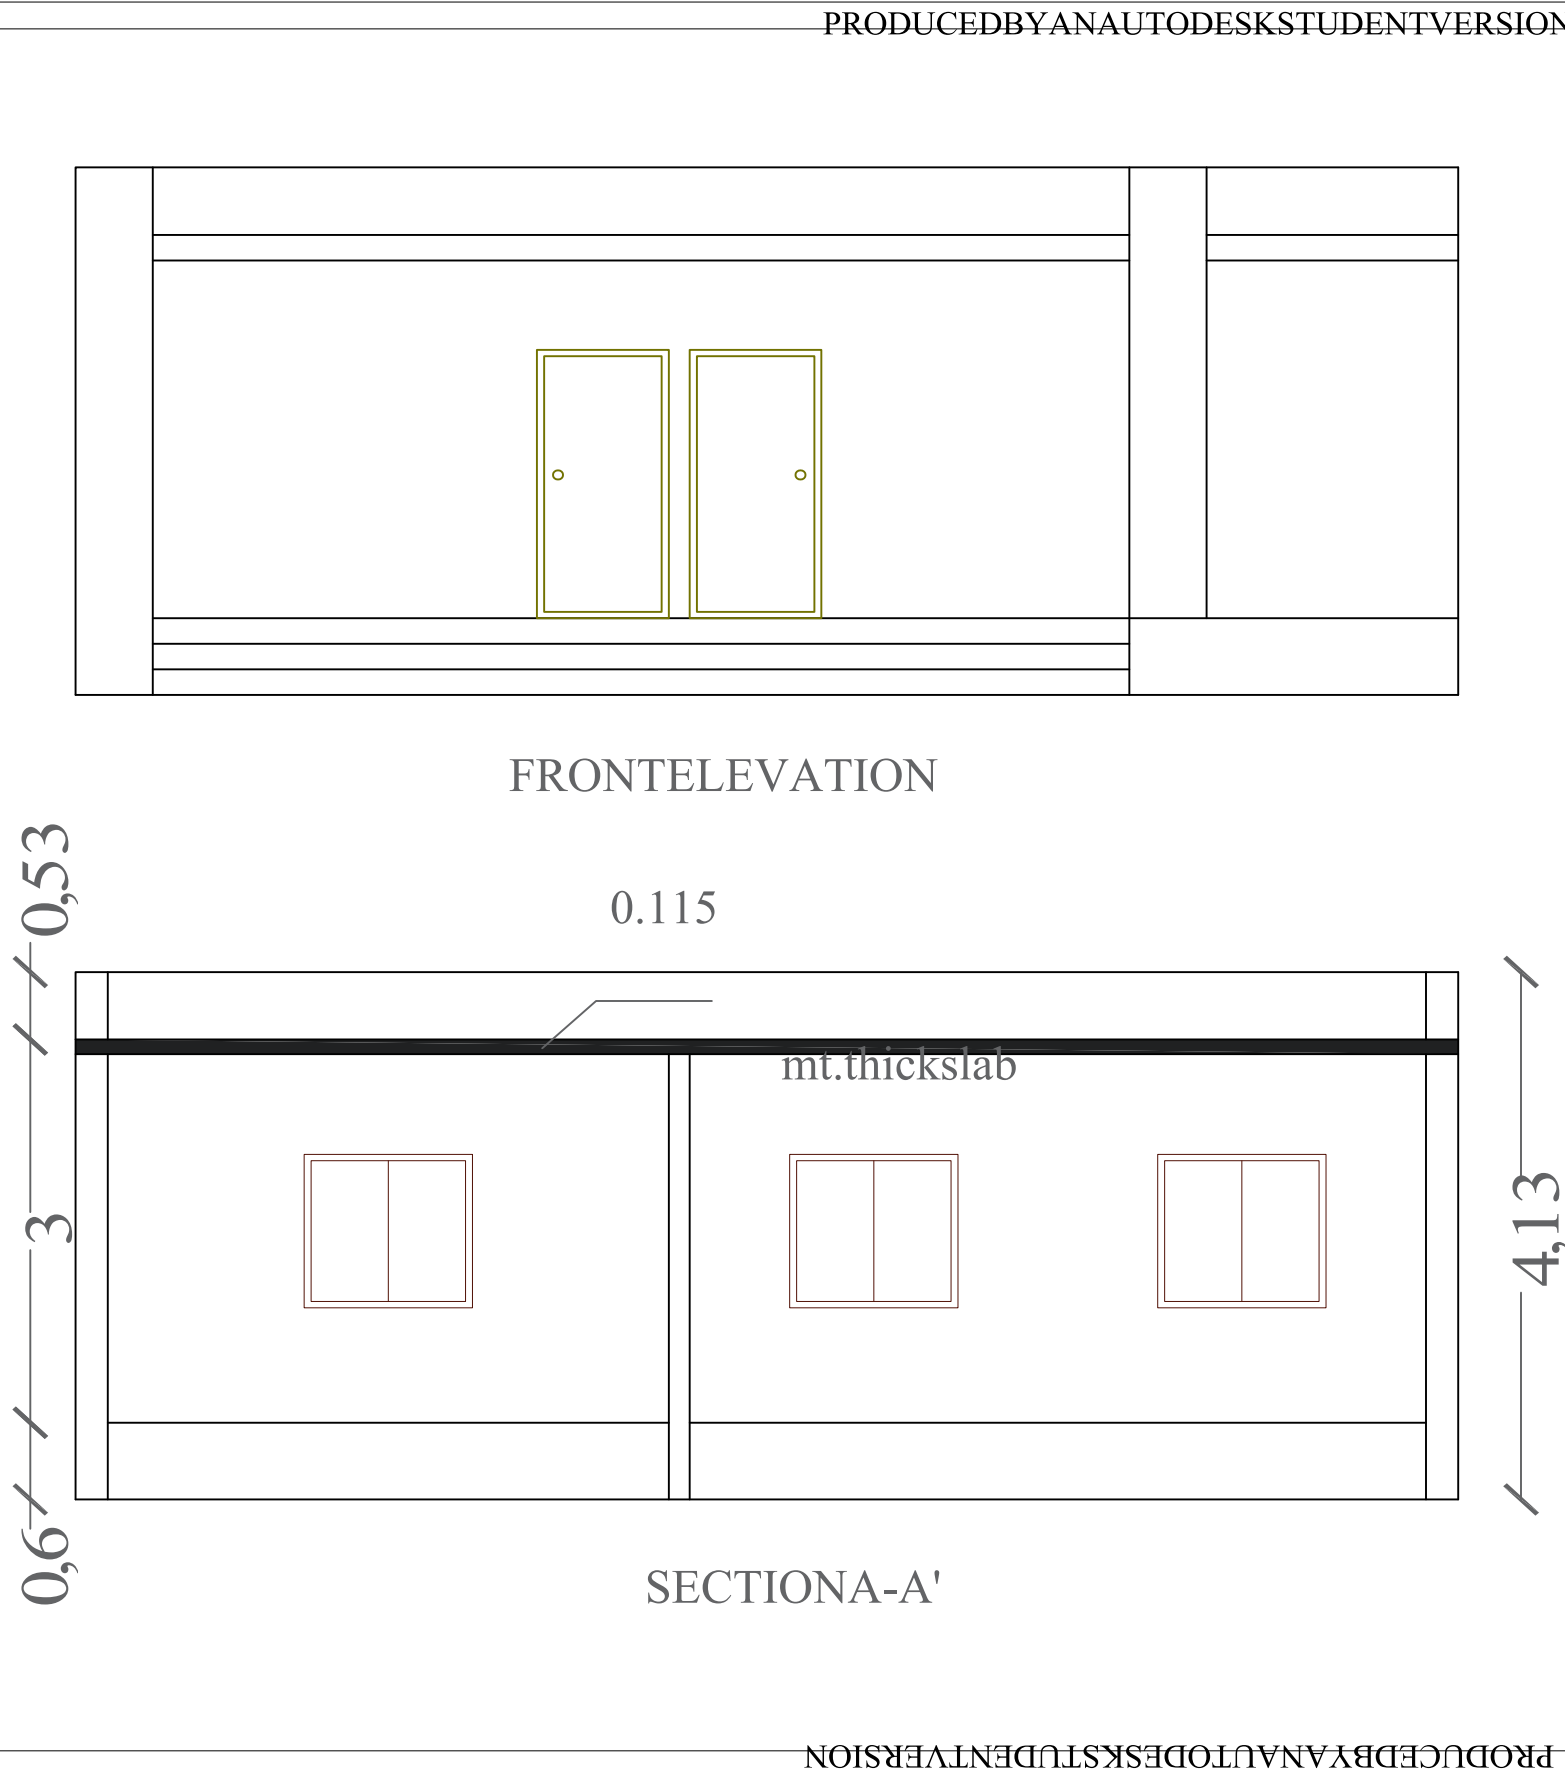 PRODUCEDBYANAUTODESKSTUDENTVERSION
FRONTELEVATION
0,53
0.115
mt.thickslab
3
4,13
0,6
SECTIONA-A'
PRODUCEDBYANAUTODESKSTUDENTVERSION